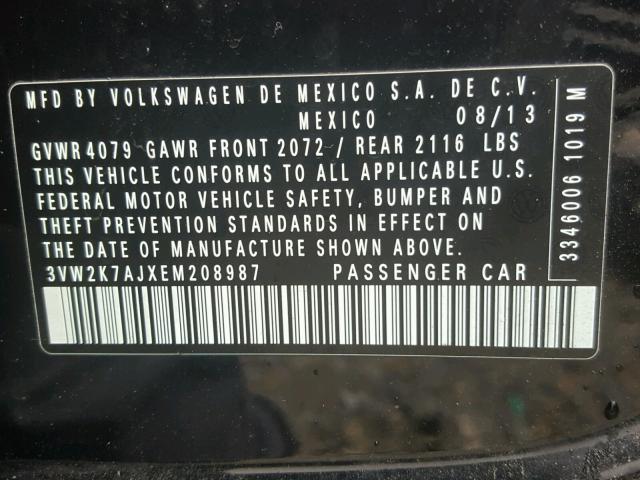 MFD BY VOLKSWAGEN DE MEXICO S.A. DE C.V.
MEXICO 08/13
GVWR 4079 GAWR FRONT 2072 / REAR 2116 LBS
THIS VEHICLE CONFORMS TO ALL APPLICABLE U.S.
FEDERAL MOTOR VEHICLE SAFETY, BUMPER AND
THEFT PREVENTION STANDARDS IN EFFECT ON
THE DATE OF MANUFACTURE SHOWN ABOVE.
3VW2K7AJXEM208987 PASSENGER CAR
3346006 1019 M